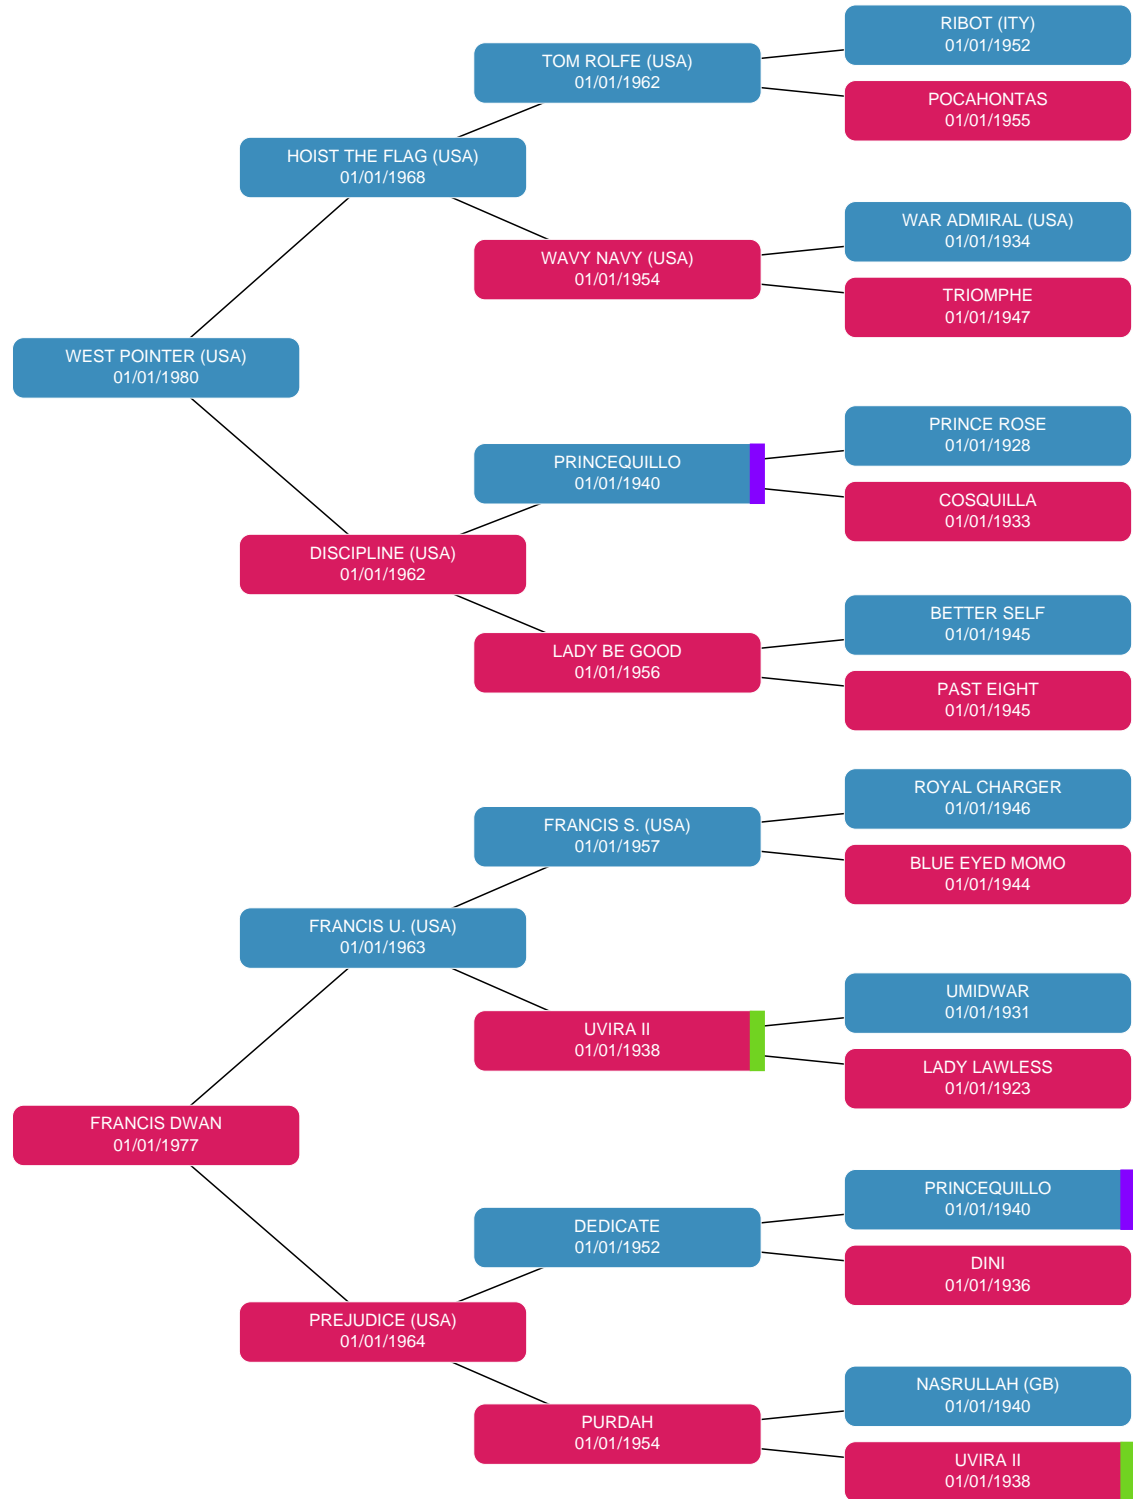 RIBOT (ITY)
01/01/1952
TOM ROLFE (USA)
01/01/1962
POCAHONTAS
01/01/1955
HOIST THE FLAG (USA)
01/01/1968
WAR ADMIRAL (USA)
01/01/1934
WAVY NAVY (USA)
01/01/1954
TRIOMPHE
01/01/1947
WEST POINTER (USA)
01/01/1980
PRINCE ROSE
01/01/1928
PRINCEQUILLO
01/01/1940
COSQUILLA
01/01/1933
DISCIPLINE (USA)
01/01/1962
BETTER SELF
01/01/1945
LADY BE GOOD
01/01/1956
PAST EIGHT
01/01/1945
ROYAL CHARGER
01/01/1946
FRANCIS S. (USA)
01/01/1957
BLUE EYED MOMO
01/01/1944
FRANCIS U. (USA)
01/01/1963
UMIDWAR
01/01/1931
UVIRA II
01/01/1938
LADY LAWLESS
01/01/1923
FRANCIS DWAN
01/01/1977
PRINCEQUILLO
01/01/1940
DEDICATE
01/01/1952
DINI
01/01/1936
PREJUDICE (USA)
01/01/1964
NASRULLAH (GB)
01/01/1940
PURDAH
01/01/1954
UVIRA II
01/01/1938